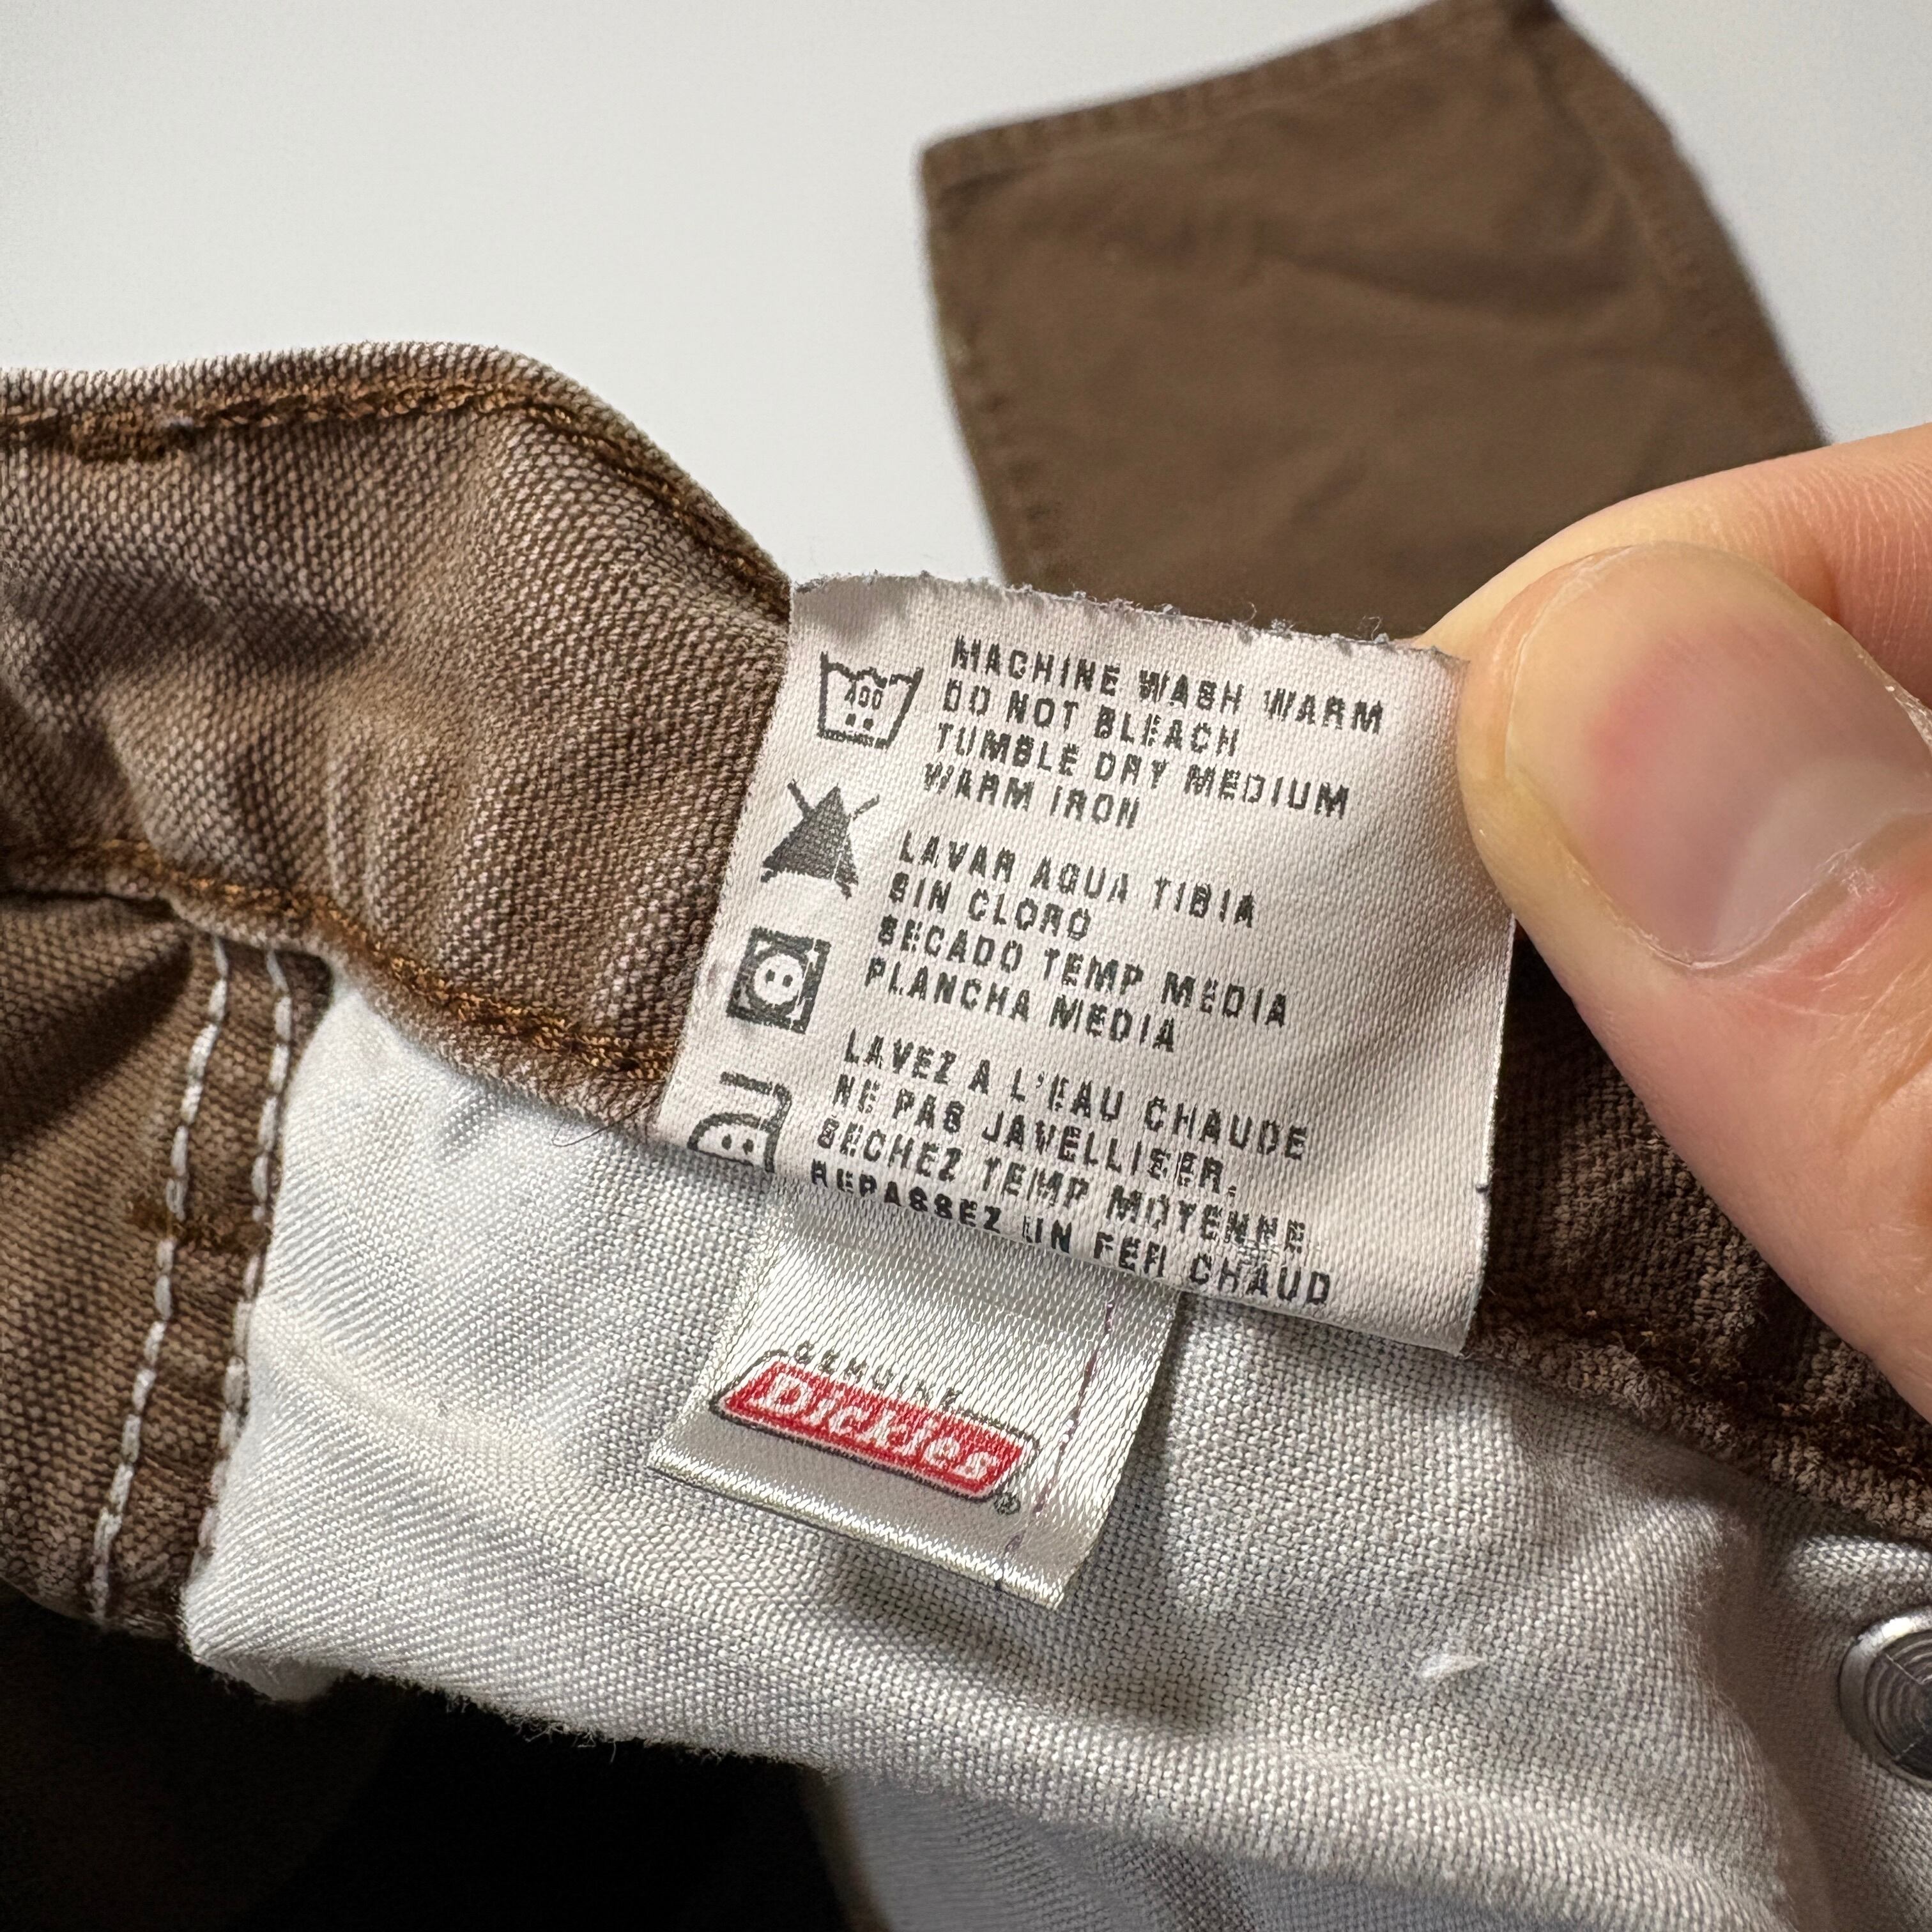 MACHINE WASH WARM
DO NOT BLEACH
TUMBLE DRY MEDIUM
WARM IRON
LAVAR AGUA TIBIA
SIN CLORO
SECADO TEMP MEDIA
PLANCHA MEDIA
LAVEZ A L'EAU CHAUDE
NE PAS JAVELLISER.
SECHEZ TEMP MOYENNE
REPASSEZ UN FER CHAUD
400
GENUINE
Dickies
®